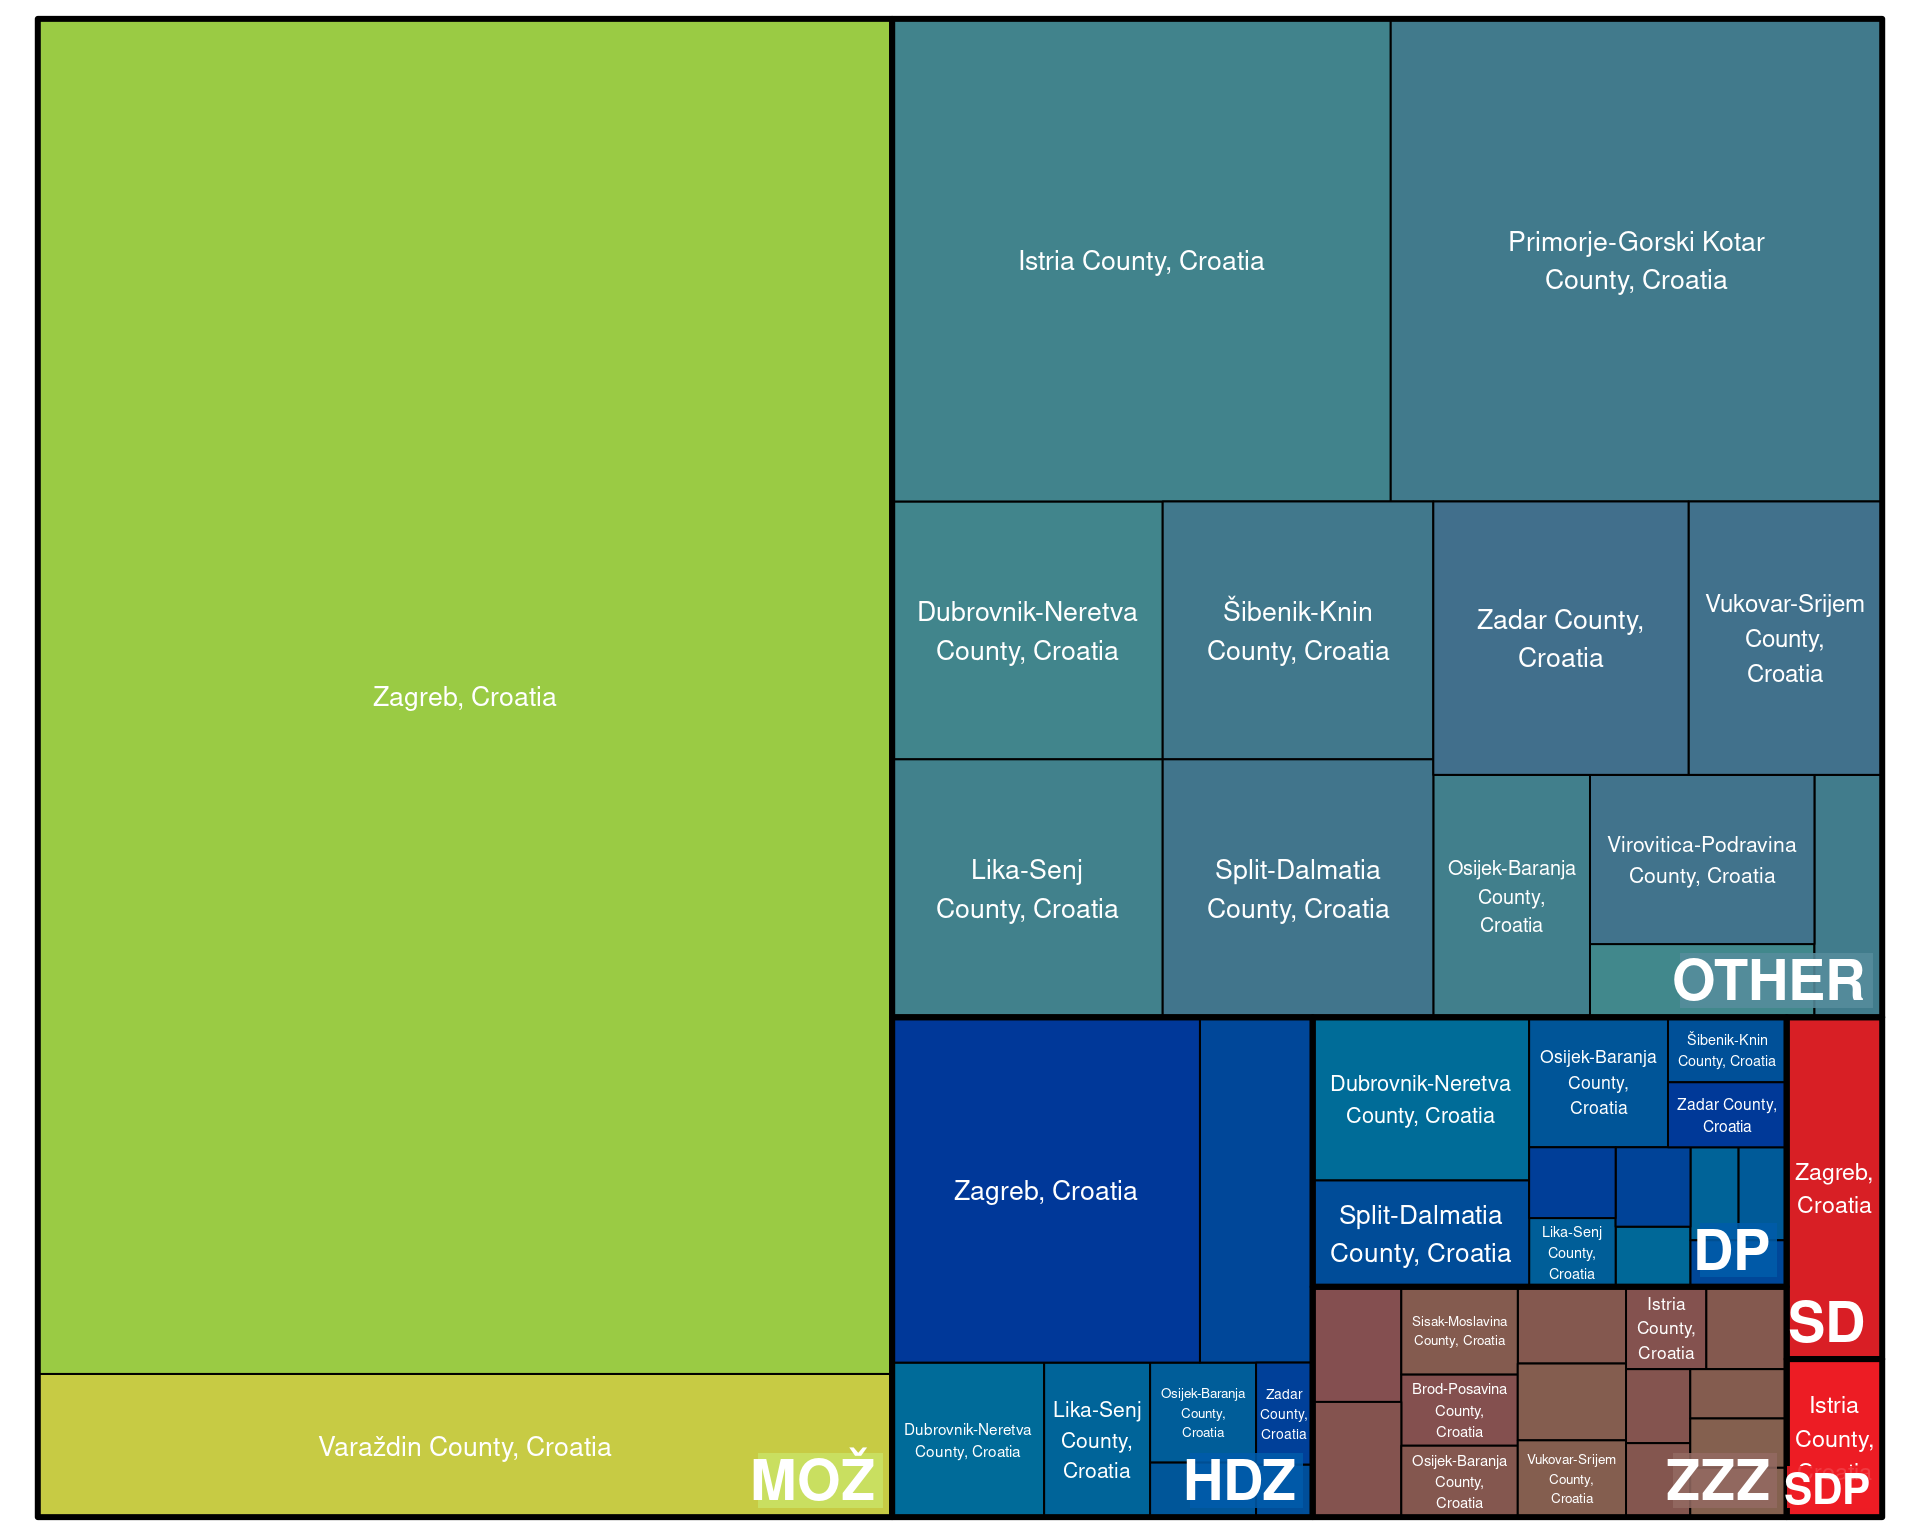 Zagreb, Croatia
Varaždin County, Croatia
MOŽ
Istria County, Croatia
Primorje-Gorski Kotar
County, Croatia
Dubrovnik-Neretva
County, Croatia
Šibenik-Knin
County, Croatia
Zadar County,
Croatia
Vukovar-Srijem
County,
Croatia
Lika-Senj
County, Croatia
Split-Dalmatia
County, Croatia
Osijek-Baranja
County,
Croatia
Virovitica-Podravina
County, Croatia
OTHER
Zagreb, Croatia
Dubrovnik-Neretva
County, Croatia
Lika-Senj
County,
Croatia
Osijek-Baranja
County,
Croatia
Zadar
County,
Croatia
HDZ
Dubrovnik-Neretva
County, Croatia
Split-Dalmatia
County, Croatia
Osijek-Baranja
County,
Croatia
Šibenik-Knin
County, Croatia
Zadar County,
Croatia
Lika-Senj
County,
Croatia
DP
Sisak-Moslavina
County, Croatia
Brod-Posavina
County,
Croatia
Osijek-Baranja
County,
Croatia
Vukovar-Srijem
County,
Croatia
Istria
County,
Croatia
ZZZ
Zagreb,
Croatia
SD
Istria
County,
Croatia
SDP